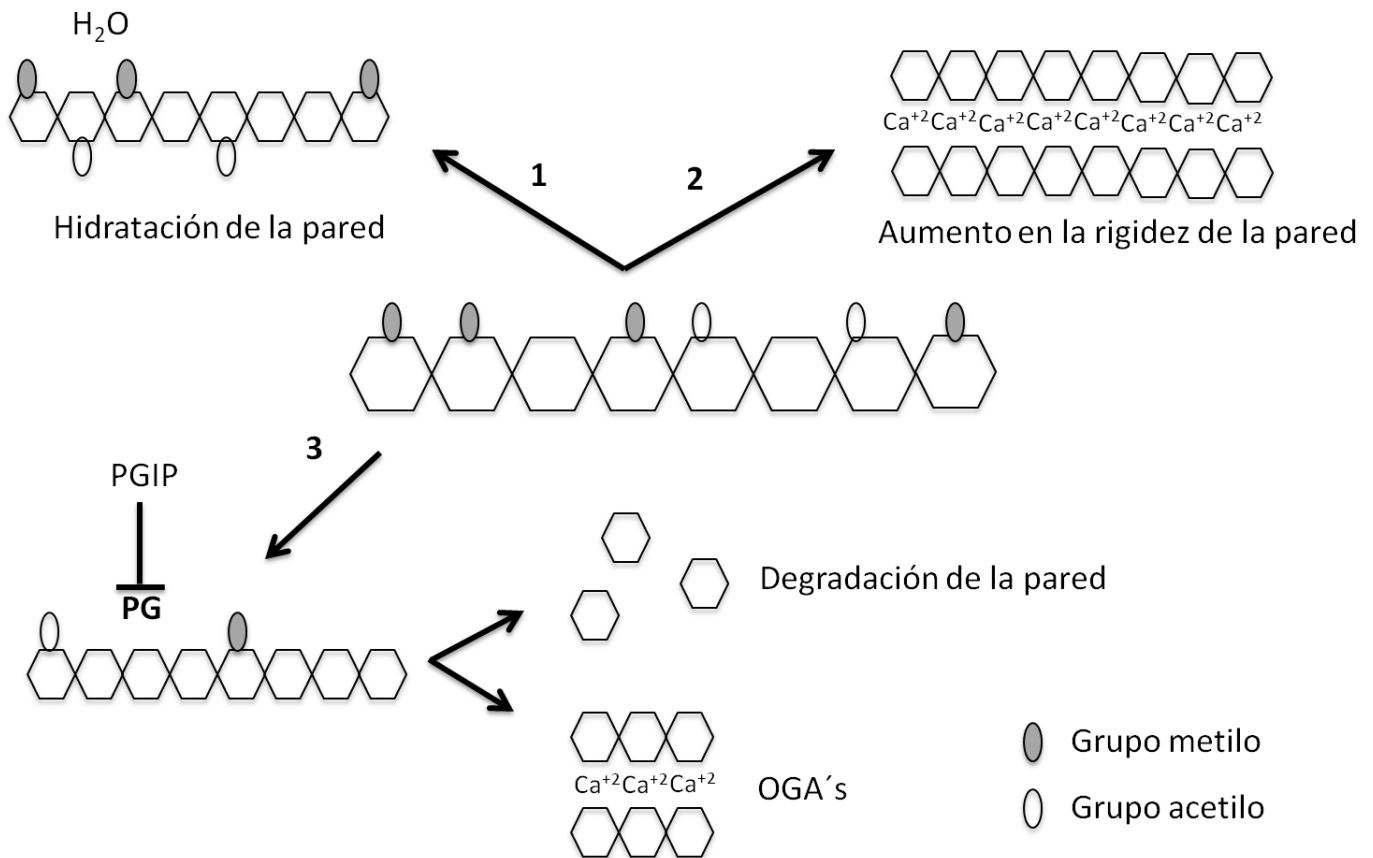 H₂O
Ca⁺²Ca⁺²Ca⁺²Ca⁺²Ca⁺²Ca⁺²Ca⁺²Ca⁺²
1
2
Hidratación de la pared
Aumento en la rigidez de la pared
3
PGIP
PG
Degradación de la pared
Ca⁺²Ca⁺²Ca⁺²
OGA´s
Grupo metilo
Grupo acetilo